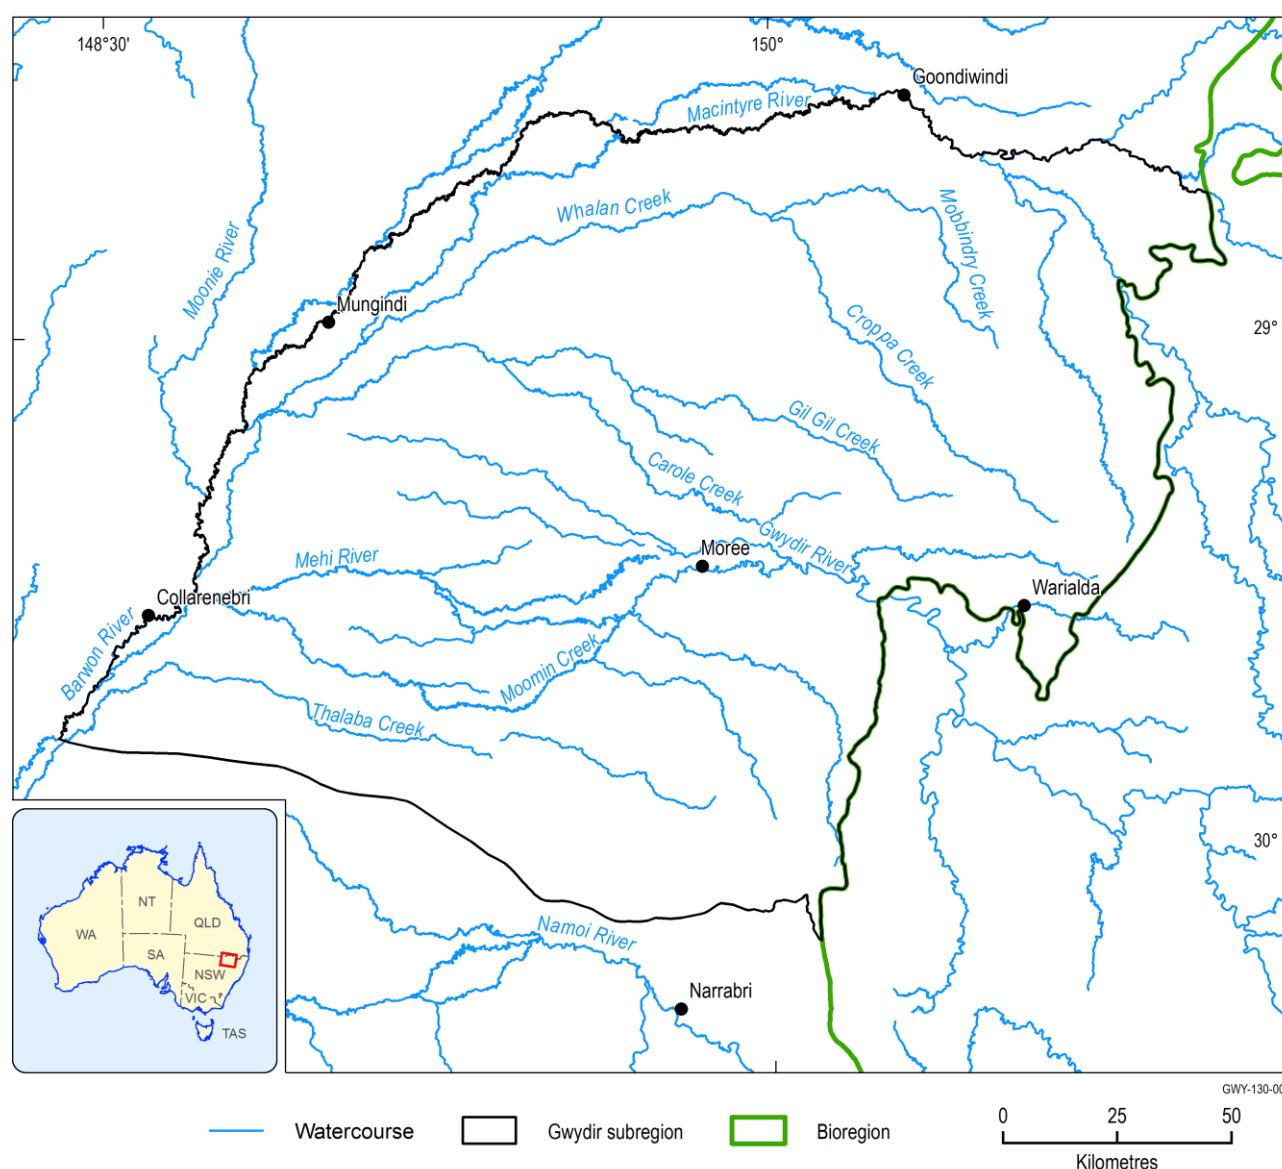 148°30'
150°
Goondiwindi
Macintyre River
Whalan Creek
Mobbindry Creek
Moonie River
Mungindi
29°
Croppa Creek
Gil Gil Creek
Carole Creek
Gwydir River
Moree
Mehi River
Warialda
Collarenebri
Barwon River
Moomin Creek
Thalaba Creek
30°
Namoi River
Narrabri
NT
QLD
WA
SA
NSW
VIC
TAS
GWY-130-00
Watercourse
Gwydir subregion
Bioregion
0 25 50
Kilometres